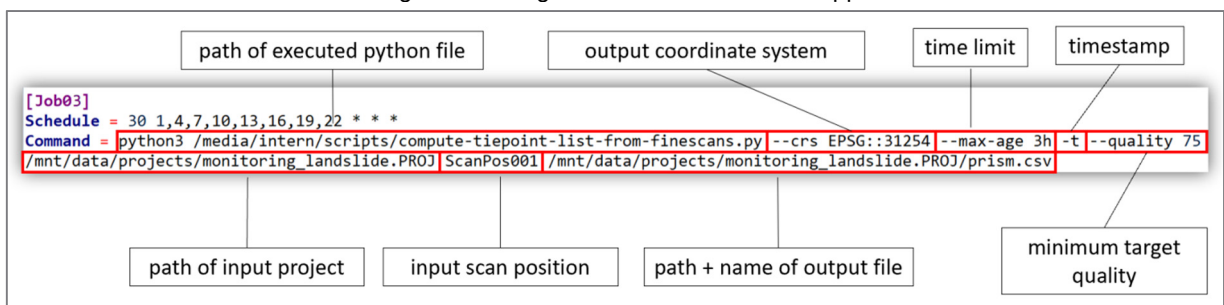 path of executed python file
output coordinate system
time limit
timestamp
[Job03]
Schedule = 30 1,4,7,10,13,16,19,22 * * *
Command = python3 /media/intern/scripts/compute-tiepoint-list-from-finescans.py --crs EPSG::31254 --max-age 3h -t --quality 75
/mnt/data/projects/monitoring_landslide.PROJ ScanPos001 /mnt/data/projects/monitoring_landslide.PROJ/prism.csv
path of input project
input scan position
path + name of output file
minimum target
quality